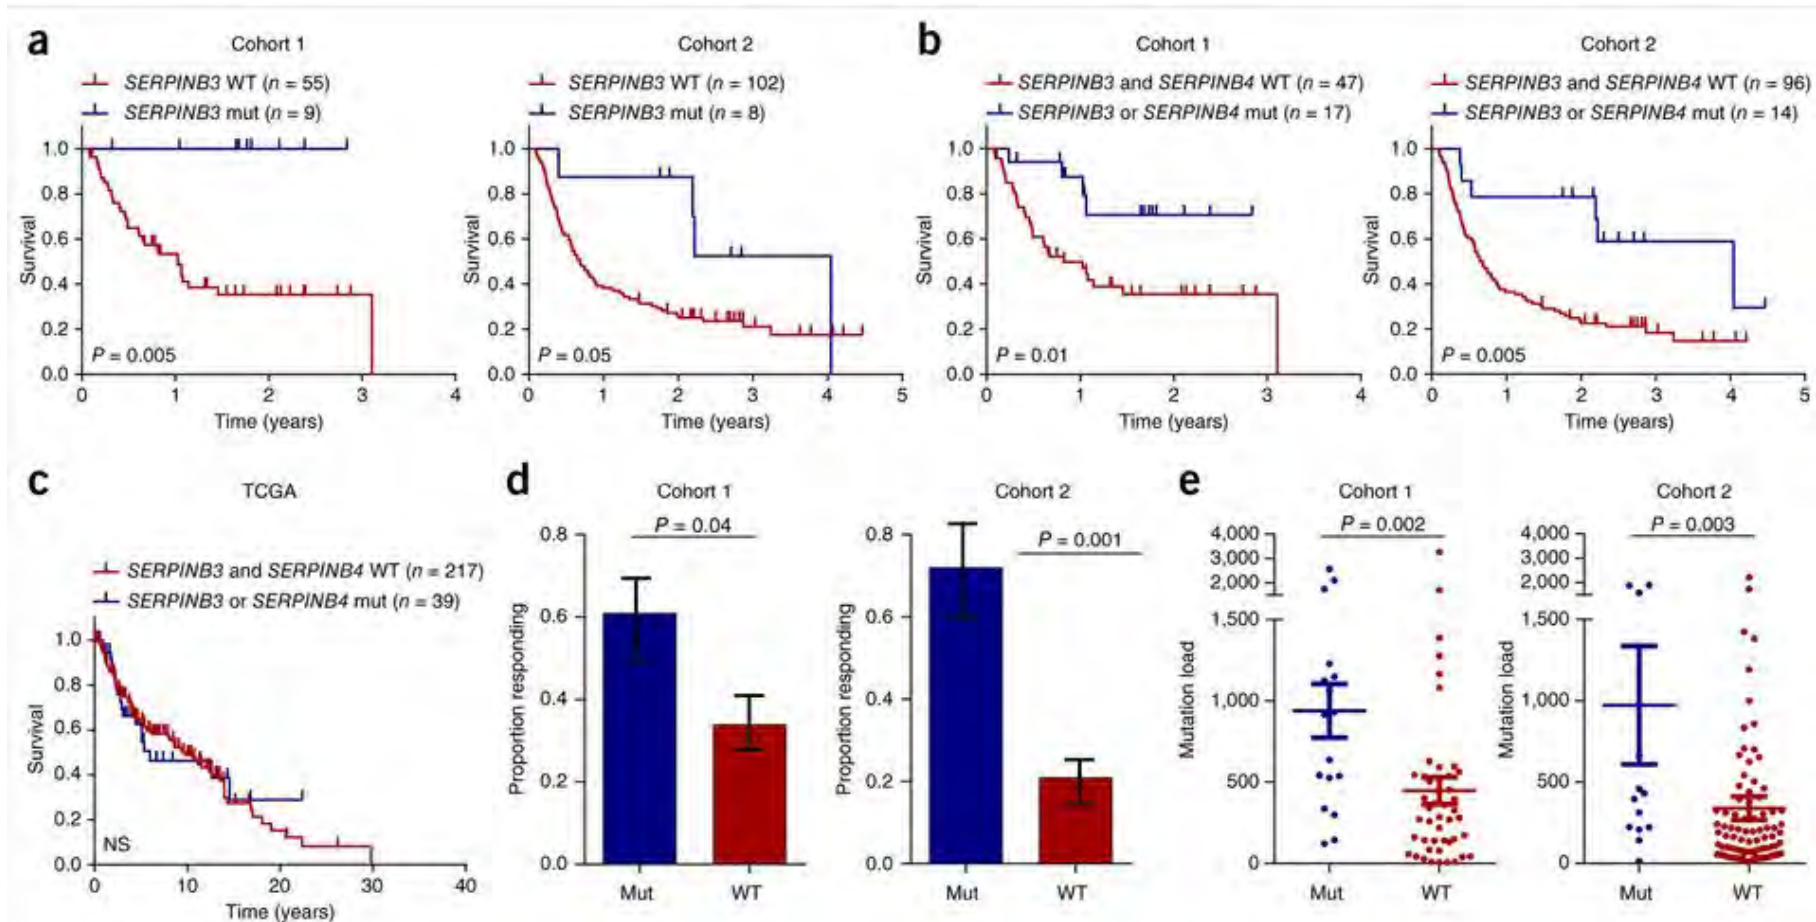 a
Cohort 1
SERPINB3 WT (n = 55)
SERPINB3 mut (n = 9)
1.0
0.8
0.6
0.4
0.2
0.0
Survival
P = 0.005
0 1 2 3 4
Time (years)
Cohort 2
SERPINB3 WT (n = 102)
SERPINB3 mut (n = 8)
1.0
0.8
0.6
0.4
0.2
0.0
Survival
P = 0.05
0 1 2 3 4 5
Time (years)
b
Cohort 1
SERPINB3 and SERPINB4 WT (n = 47)
SERPINB3 or SERPINB4 mut (n = 17)
1.0
0.8
0.6
0.4
0.2
0.0
Survival
P = 0.01
0 1 2 3 4
Time (years)
Cohort 2
SERPINB3 and SERPINB4 WT (n = 96)
SERPINB3 or SERPINB4 mut (n = 14)
1.0
0.8
0.6
0.4
0.2
0.0
Survival
P = 0.005
0 1 2 3 4 5
Time (years)
c
TCGA
SERPINB3 and SERPINB4 WT (n = 217)
SERPINB3 or SERPINB4 mut (n = 39)
1.0
0.8
0.6
0.4
0.2
0.0
Survival
NS
0 10 20 30 40
Time (years)
d
Cohort 1
P = 0.04
0.8
0.6
0.4
0.2
0.0
Proportion responding
Mut WT
Cohort 2
P = 0.001
0.8
0.6
0.4
0.2
0.0
Proportion responding
Mut WT
e
Cohort 1
P = 0.002
4,000
3,000
2,000
1,500
1,000
500
0
Mutation load
Mut WT
Cohort 2
P = 0.003
4,000
3,000
2,000
1,500
1,000
500
0
Mutation load
Mut WT